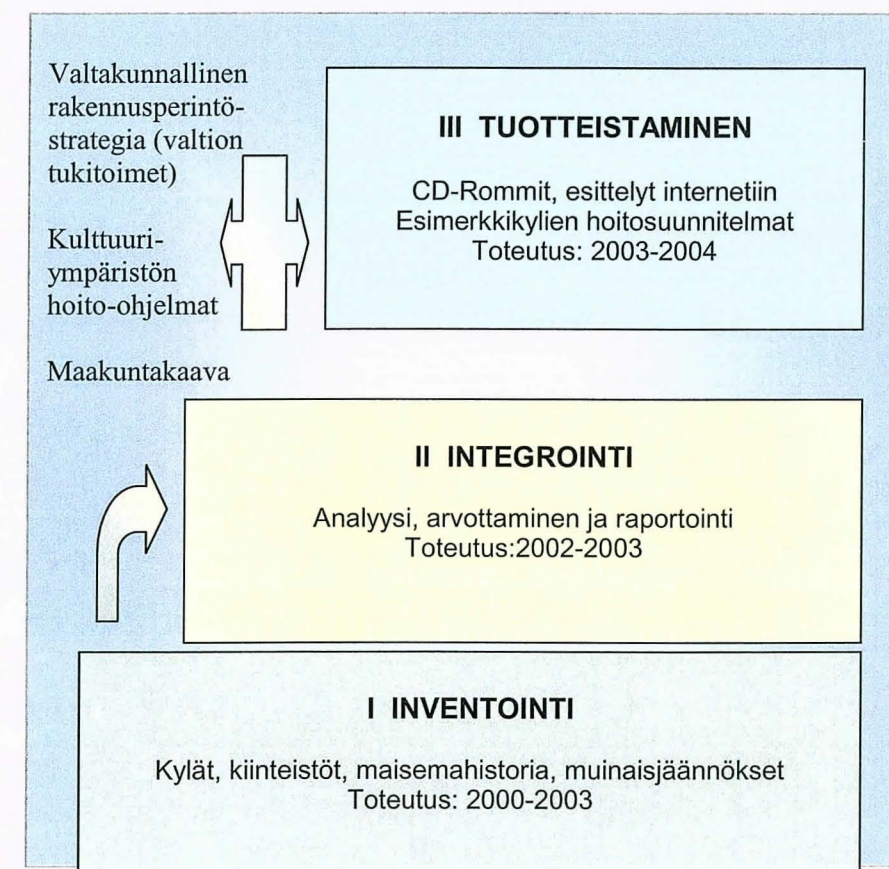 Valtakunnallinen
rakennusperintö-
strategia (valtion
tukitoimet)
Kulttuuri-
ympäristön
hoito-ohjelmat
Maakuntakaava
III TUOTTEISTAMINEN
CD-Rommit, esittelyt internetiin
Esimerkkikylien hoitosuunnitelmat
Toteutus: 2003-2004
II INTEGROINTI
Analyysi, arvottaminen ja raportointi
Toteutus:2002-2003
I INVENTOINTI
Kylät, kiinteistöt, maisemahistoria, muinaisjäännökset
Toteutus: 2000-2003